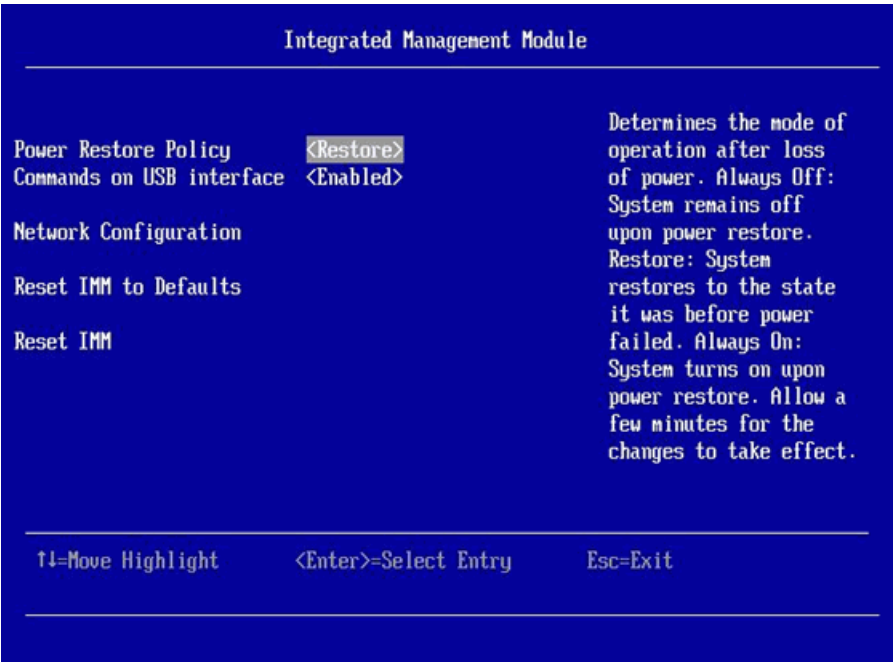 Integrated Management Module
Power Restore Policy <Restore>
Commands on USB interface <Enabled>
Network Configuration
Reset IMM to Defaults
Reset IMM
Determines the mode of
operation after loss
of power. Always Off:
System remains off
upon power restore.
Restore: System
restores to the state
it was before power
failed. Always On:
System turns on upon
power restore. Allow a
few minutes for the
changes to take effect.
↑↓=Move Highlight <Enter>=Select Entry Esc=Exit